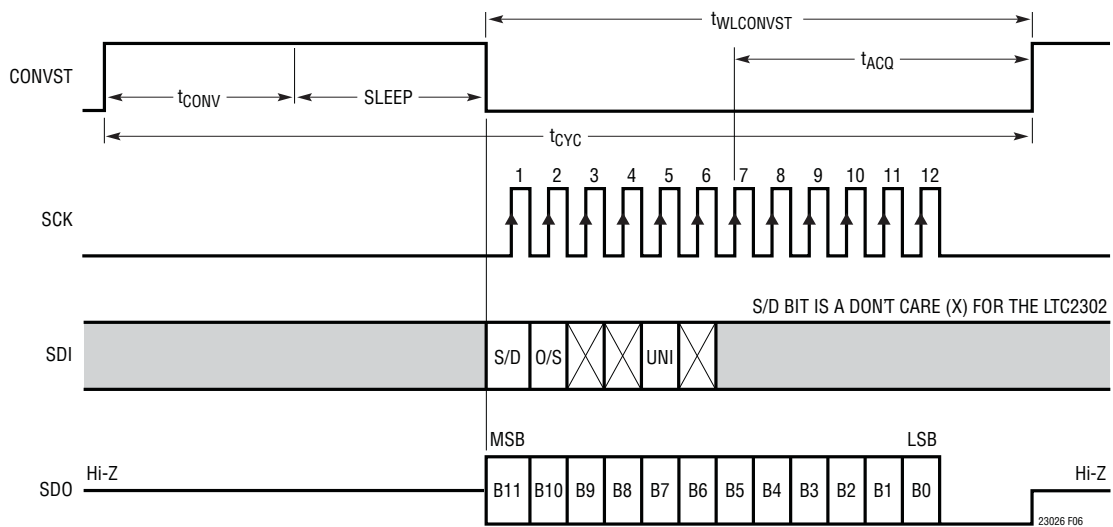 tWLCONVST
CONVST
tACQ
tCONV
SLEEP
tCYC
1 2 3 4 5 6 7 8 9 10 11 12
SCK
S/D BIT IS A DON'T CARE (X) FOR THE LTC2302
SDI
S/D O/S UNI
MSB LSB
Hi-Z Hi-Z
SDO
B11 B10 B9 B8 B7 B6 B5 B4 B3 B2 B1 B0
23026 F06